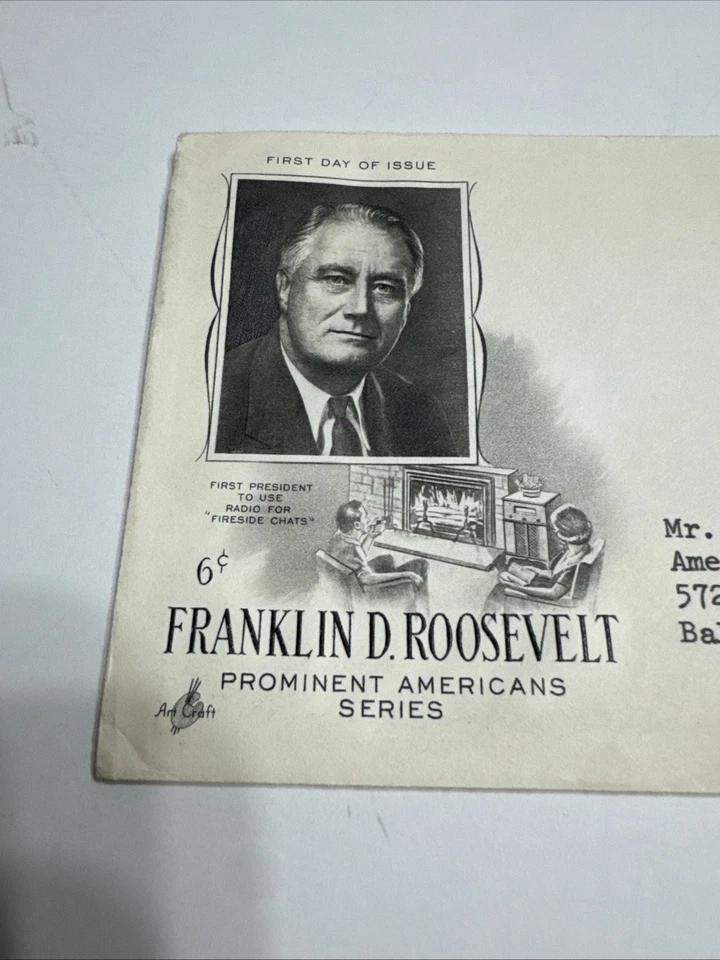 FIRST DAY OF ISSUE
FIRST PRESIDENT
TO USE
RADIO FOR
"FIRESIDE CHATS"
6¢
FRANKLIN D. ROOSEVELT
PROMINENT AMERICANS
SERIES
Art Craft
Mr.
Ame
572
Bal